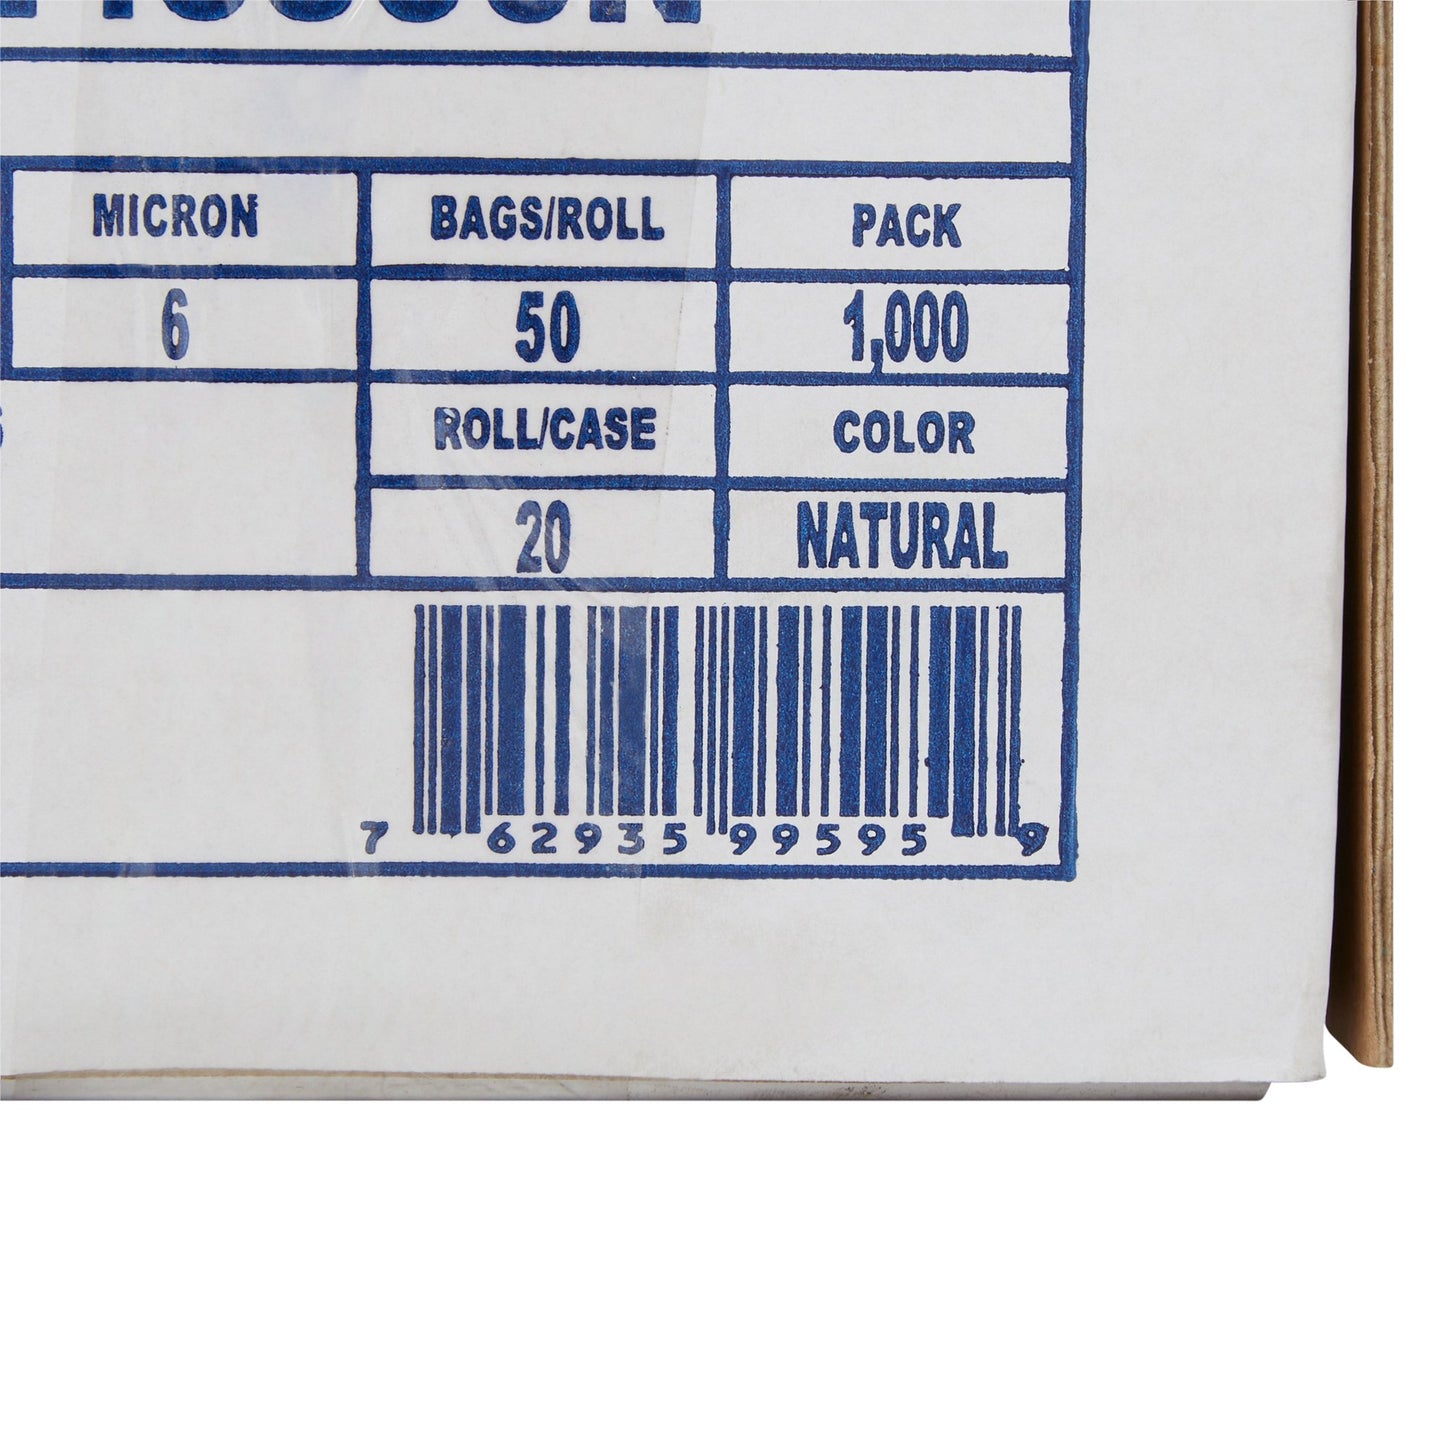 MICRON BAGS/ROLL PACK
6 50 1,000
ROLL/CASE COLOR
20 NATURAL
7 62935 99595 9